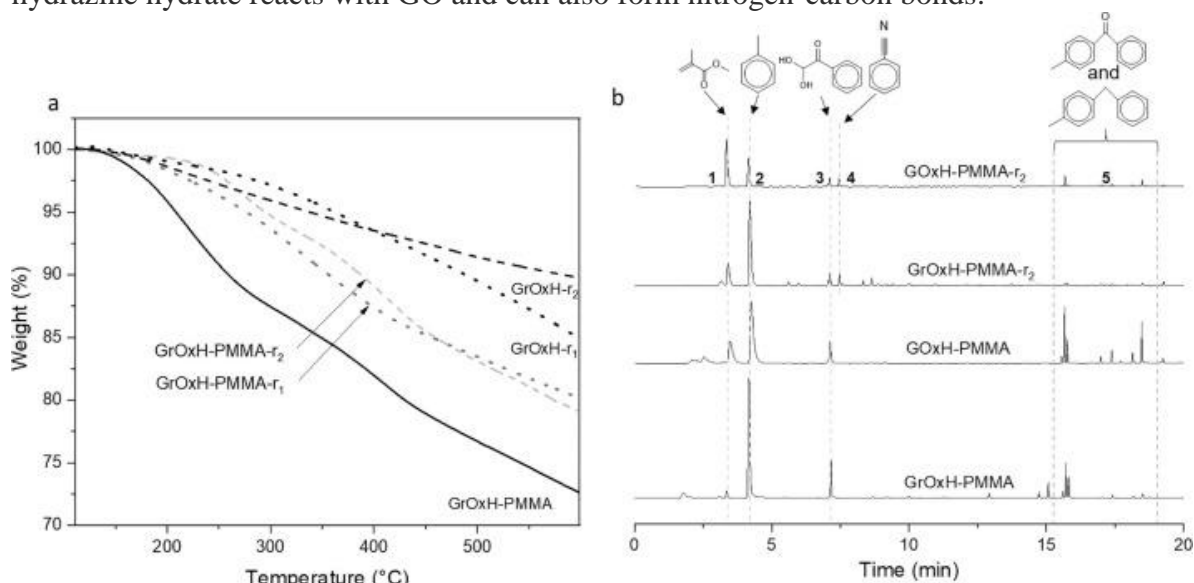 hydrazine hydrate reacts with GO and can also form nitrogen-carbon bonds.
a
100
95
90
85
80
75
70
Weight (%)
200
300
400
500
Temperature (°C)
GrOxH-r2
GrOxH-r1
GrOxH-PMMA-r2
GrOxH-PMMA-r1
GrOxH-PMMA
b
O
O
HO
OH
O
N
O
and
1
2
3
4
5
GOxH-PMMA-r2
GrOxH-PMMA-r2
GOxH-PMMA
GrOxH-PMMA
0
5
10
15
20
Time (min)